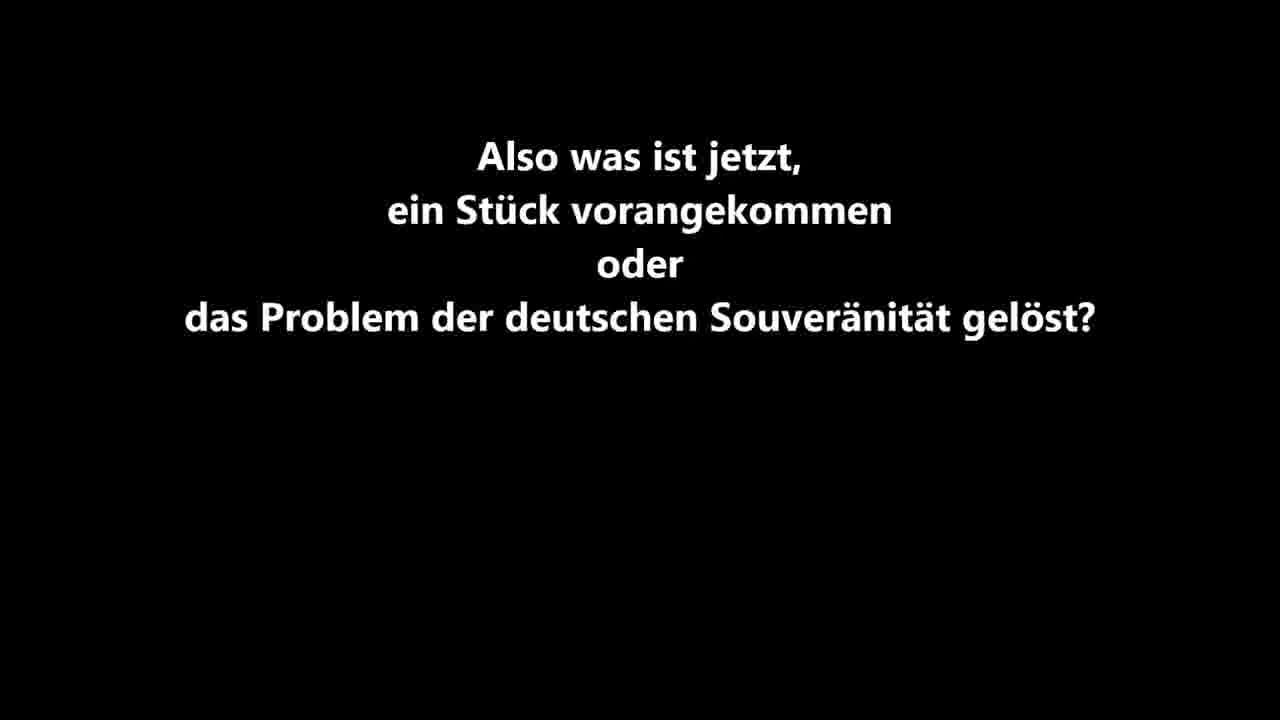 Also was ist jetzt,
ein Stück vorangekommen
oder
das Problem der deutschen Souveränität gelöst?